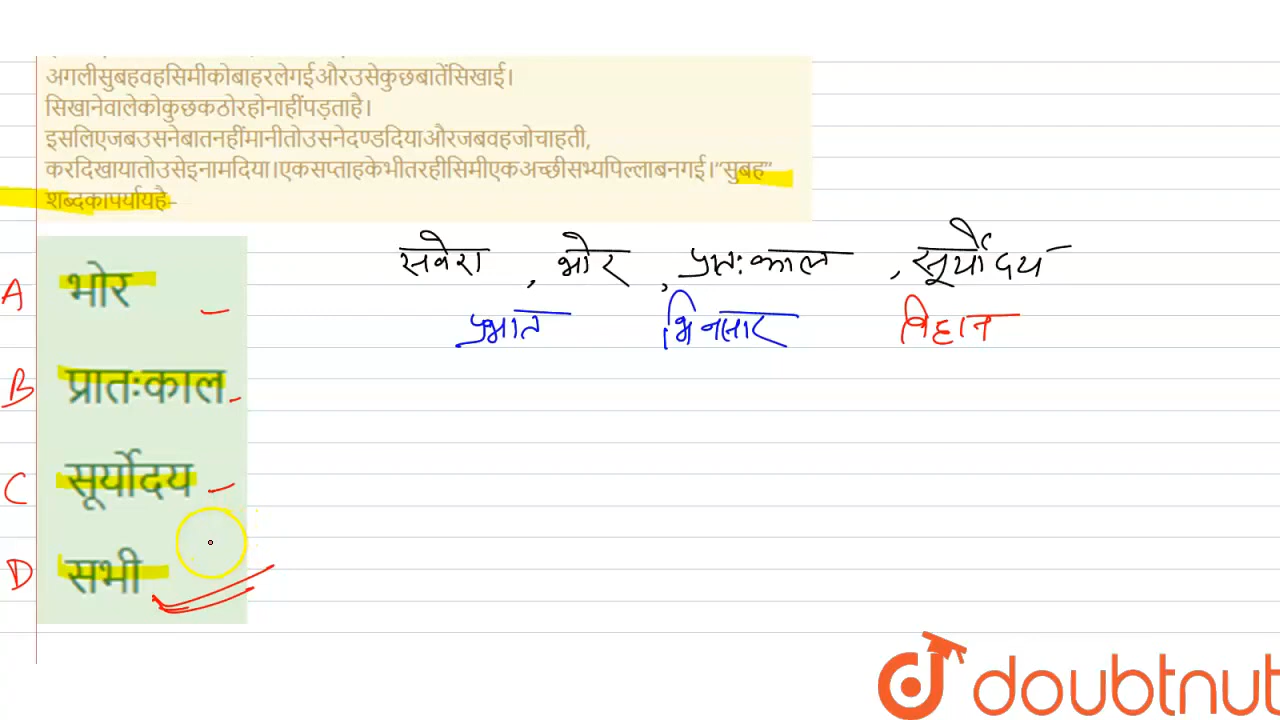 अगलीसुबहवहसिमीकोबाहरलेगईऔरउसेकुछबातेंसिखाई।
सिखानेवालेकोकुछकठोरहोनाहींपड़ताहै।
इसलिएजबउसनेबातनहींमानीतोउसनेदण्डदियाऔरजबवहजोचाहती,
करदिखायातोउसेइनामदिया।एकसप्ताहकेभीतरहीसिमीएकअच्छीसभ्यपिल्लाबनगई।“सुबह”
शब्दकापर्यायहै–
सवेरा , भोर , प्रातःकाल , सूर्योदय
प्रभात भिनसार विहान
A भोर
B प्रातःकाल
C सूर्योदय
D सभी
doubtnut